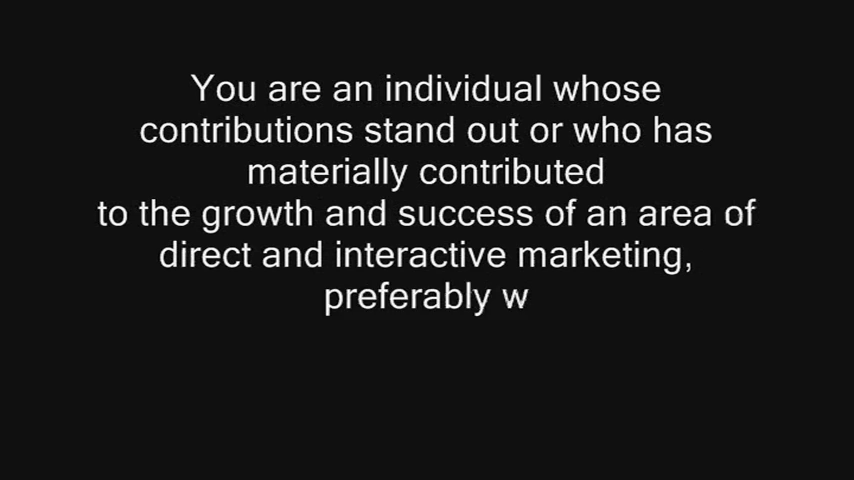 You are an individual whose
contributions stand out or who has
materially contributed
to the growth and success of an area of
direct and interactive marketing,
preferably w